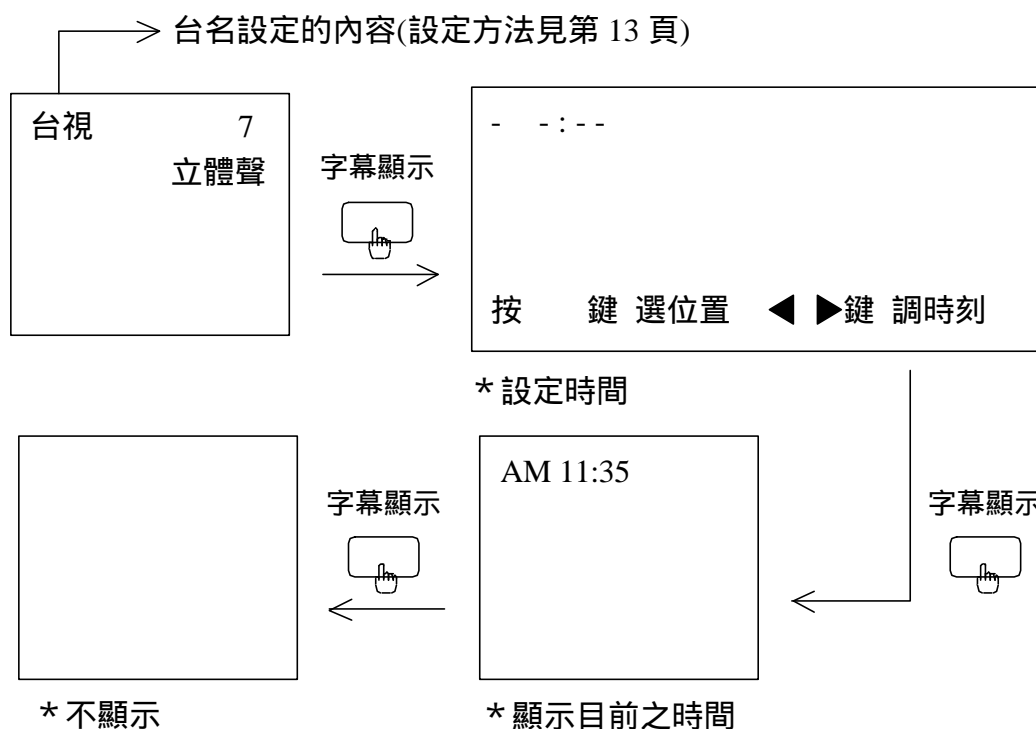 台名設定的內容(設定方法見第 13 頁)
台視 7
立體聲
字幕顯示
- -:--
按 鍵 選位置 ◀ ▶鍵 調時刻
*設定時間
字幕顯示
AM 11:35
*顯示目前之時間
字幕顯示
*不顯示